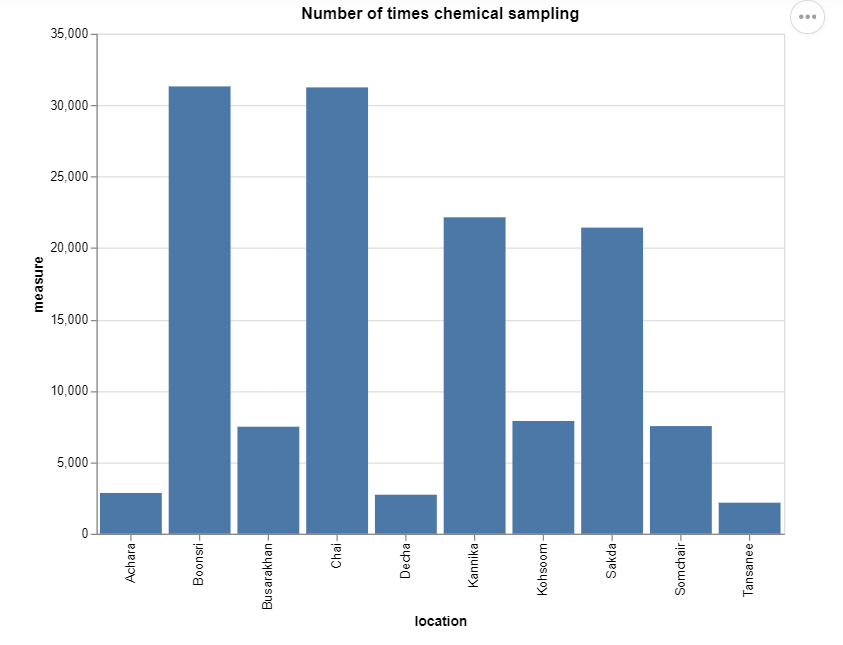 Number of times chemical sampling
35,000
30,000
25,000
20,000
15,000
10,000
5,000
0
measure
Achara
Boonsri
Busarakhan
Chai
Decha
Kannika
Kohsoom
Sakda
Somchair
Tansanee
location